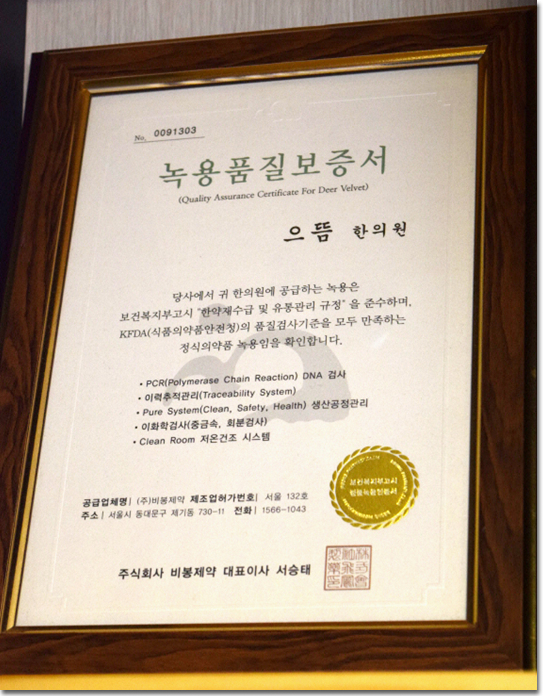 No. 0091303
녹용품질보증서
(Quality Assurance Certificate For Deer Velvet)
으뜸 한의원
당사에서 귀 한의원에 공급하는 녹용은
보건복지부고시 "한약재수급 및 유통관리 규정" 을 준수하며,
KFDA(식품의약품안전청)의 품질검사기준을 모두 만족하는
정식의약품 녹용임을 확인합니다.
• PCR(Polymerase Chain Reaction) DNA 검사
• 이력추적관리(Traceability System)
• Pure System(Clean, Safety, Health) 생산공정관리
• 이화학검사(중금속, 회분검사)
• Clean Room 저온건조 시스템
보건복지부고시
공급업체명| (주)비봉제약 제조업허가번호| 서울 132호
주소| 서울시 동대문구 제기동 730-11 전화| 1566-1043
주식회사 비봉제약 대표이사 서승태